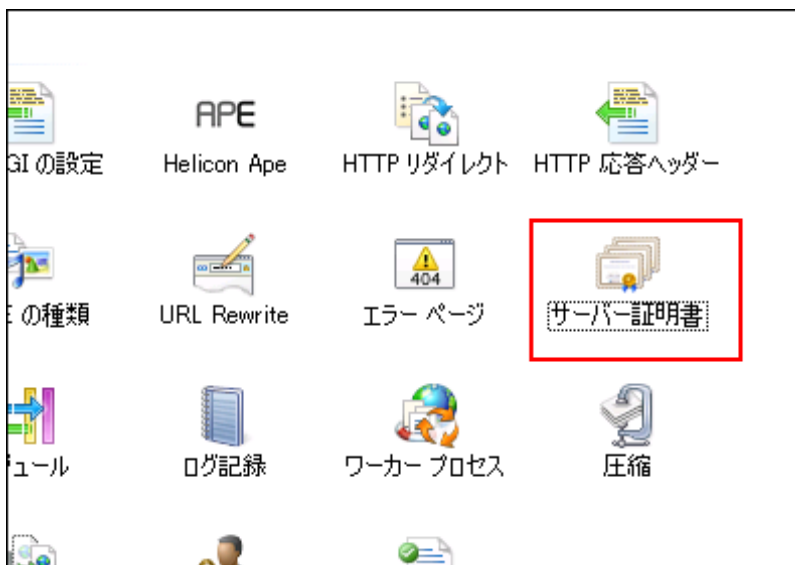 APE
GI の設定
Helicon Ape
HTTP リダイレクト
HTTP 応答ヘッダー
404
の種類
URL Rewrite
エラー ページ
サーバー証明書
ュール
ログ記録
ワーカー プロセス
圧縮